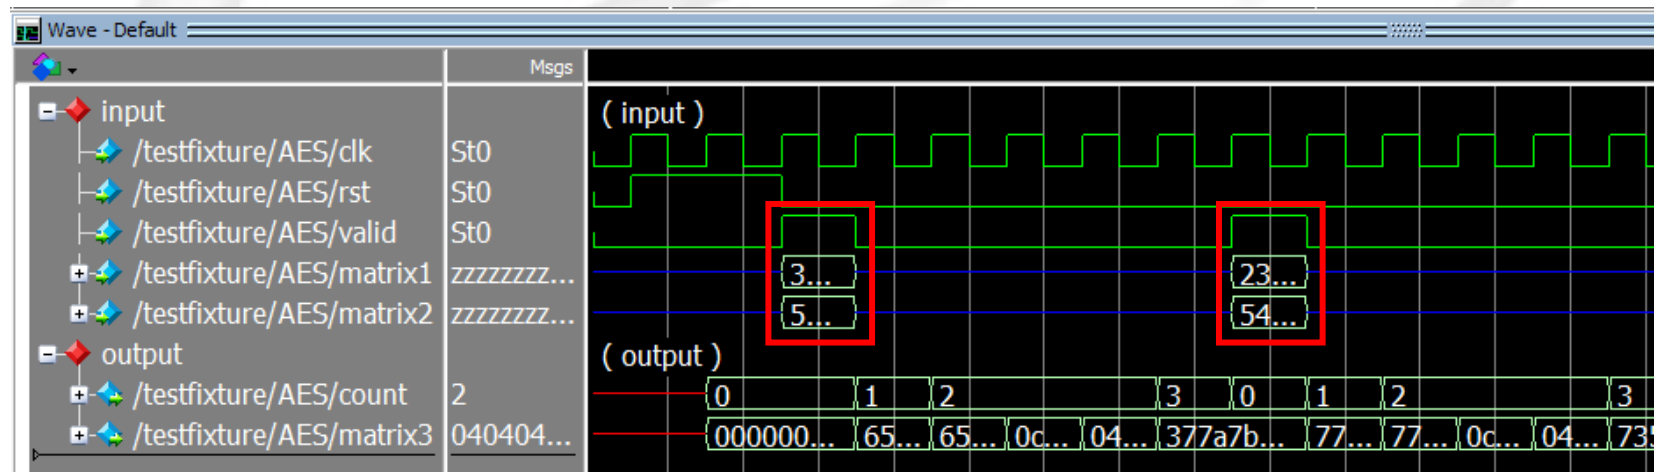 Wave - Default
Msgs
input
( input )
/testfixture/AES/clk St0
/testfixture/AES/rst St0
/testfixture/AES/valid St0
/testfixture/AES/matrix1 zzzzzzzz... 3... 23...
/testfixture/AES/matrix2 zzzzzzzz... 5... 54...
output ( output )
/testfixture/AES/count 2 0 1 2 3 0 1 2 3
/testfixture/AES/matrix3 040404... 000000... 65... 65... 0c... 04... 377a7b... 77... 77... 0c... 04... 735